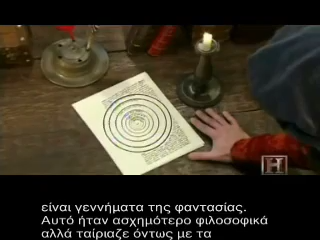 H
είναι γεννήματα της φαντασίας.
Αυτό ήταν ασχημότερο φιλοσοφικά
αλλά ταίριαζε όντως με τα